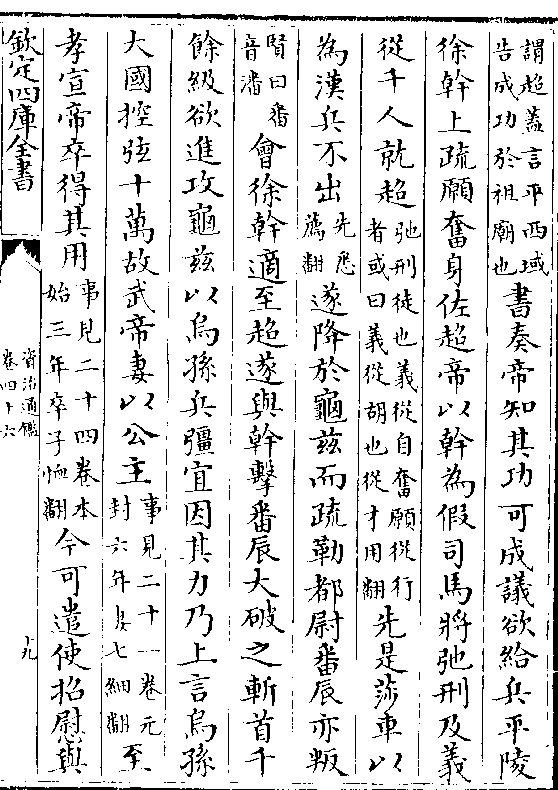 謂超蓋言平西域告成功於祖廟也書奏帝知其功可成議欲給兵平陵
徐幹上疏願奮身佐超帝以幹為假司馬將弛刑及義
從千人就超弛刑徒也義從自奮願從行者或曰義從胡也從才用翻先是莎車以
為漢兵不出先悉薦翻遂降於龜兹而疏勒都尉番辰亦叛
賢曰番音潘會徐幹適至超遂與幹擊番辰大破之斬首千
餘級欲進攻龜兹以烏孫兵彊宜因其力乃上言烏孫
大國控弦十萬故武帝妻以公主事見二十一卷元封六年妻七細翻至
孝宣帝卒得其用事見二十四卷本始三年卒子恤翻今可遣使招慰與
欽定四庫全書
資治通鑑
卷四十六
十九